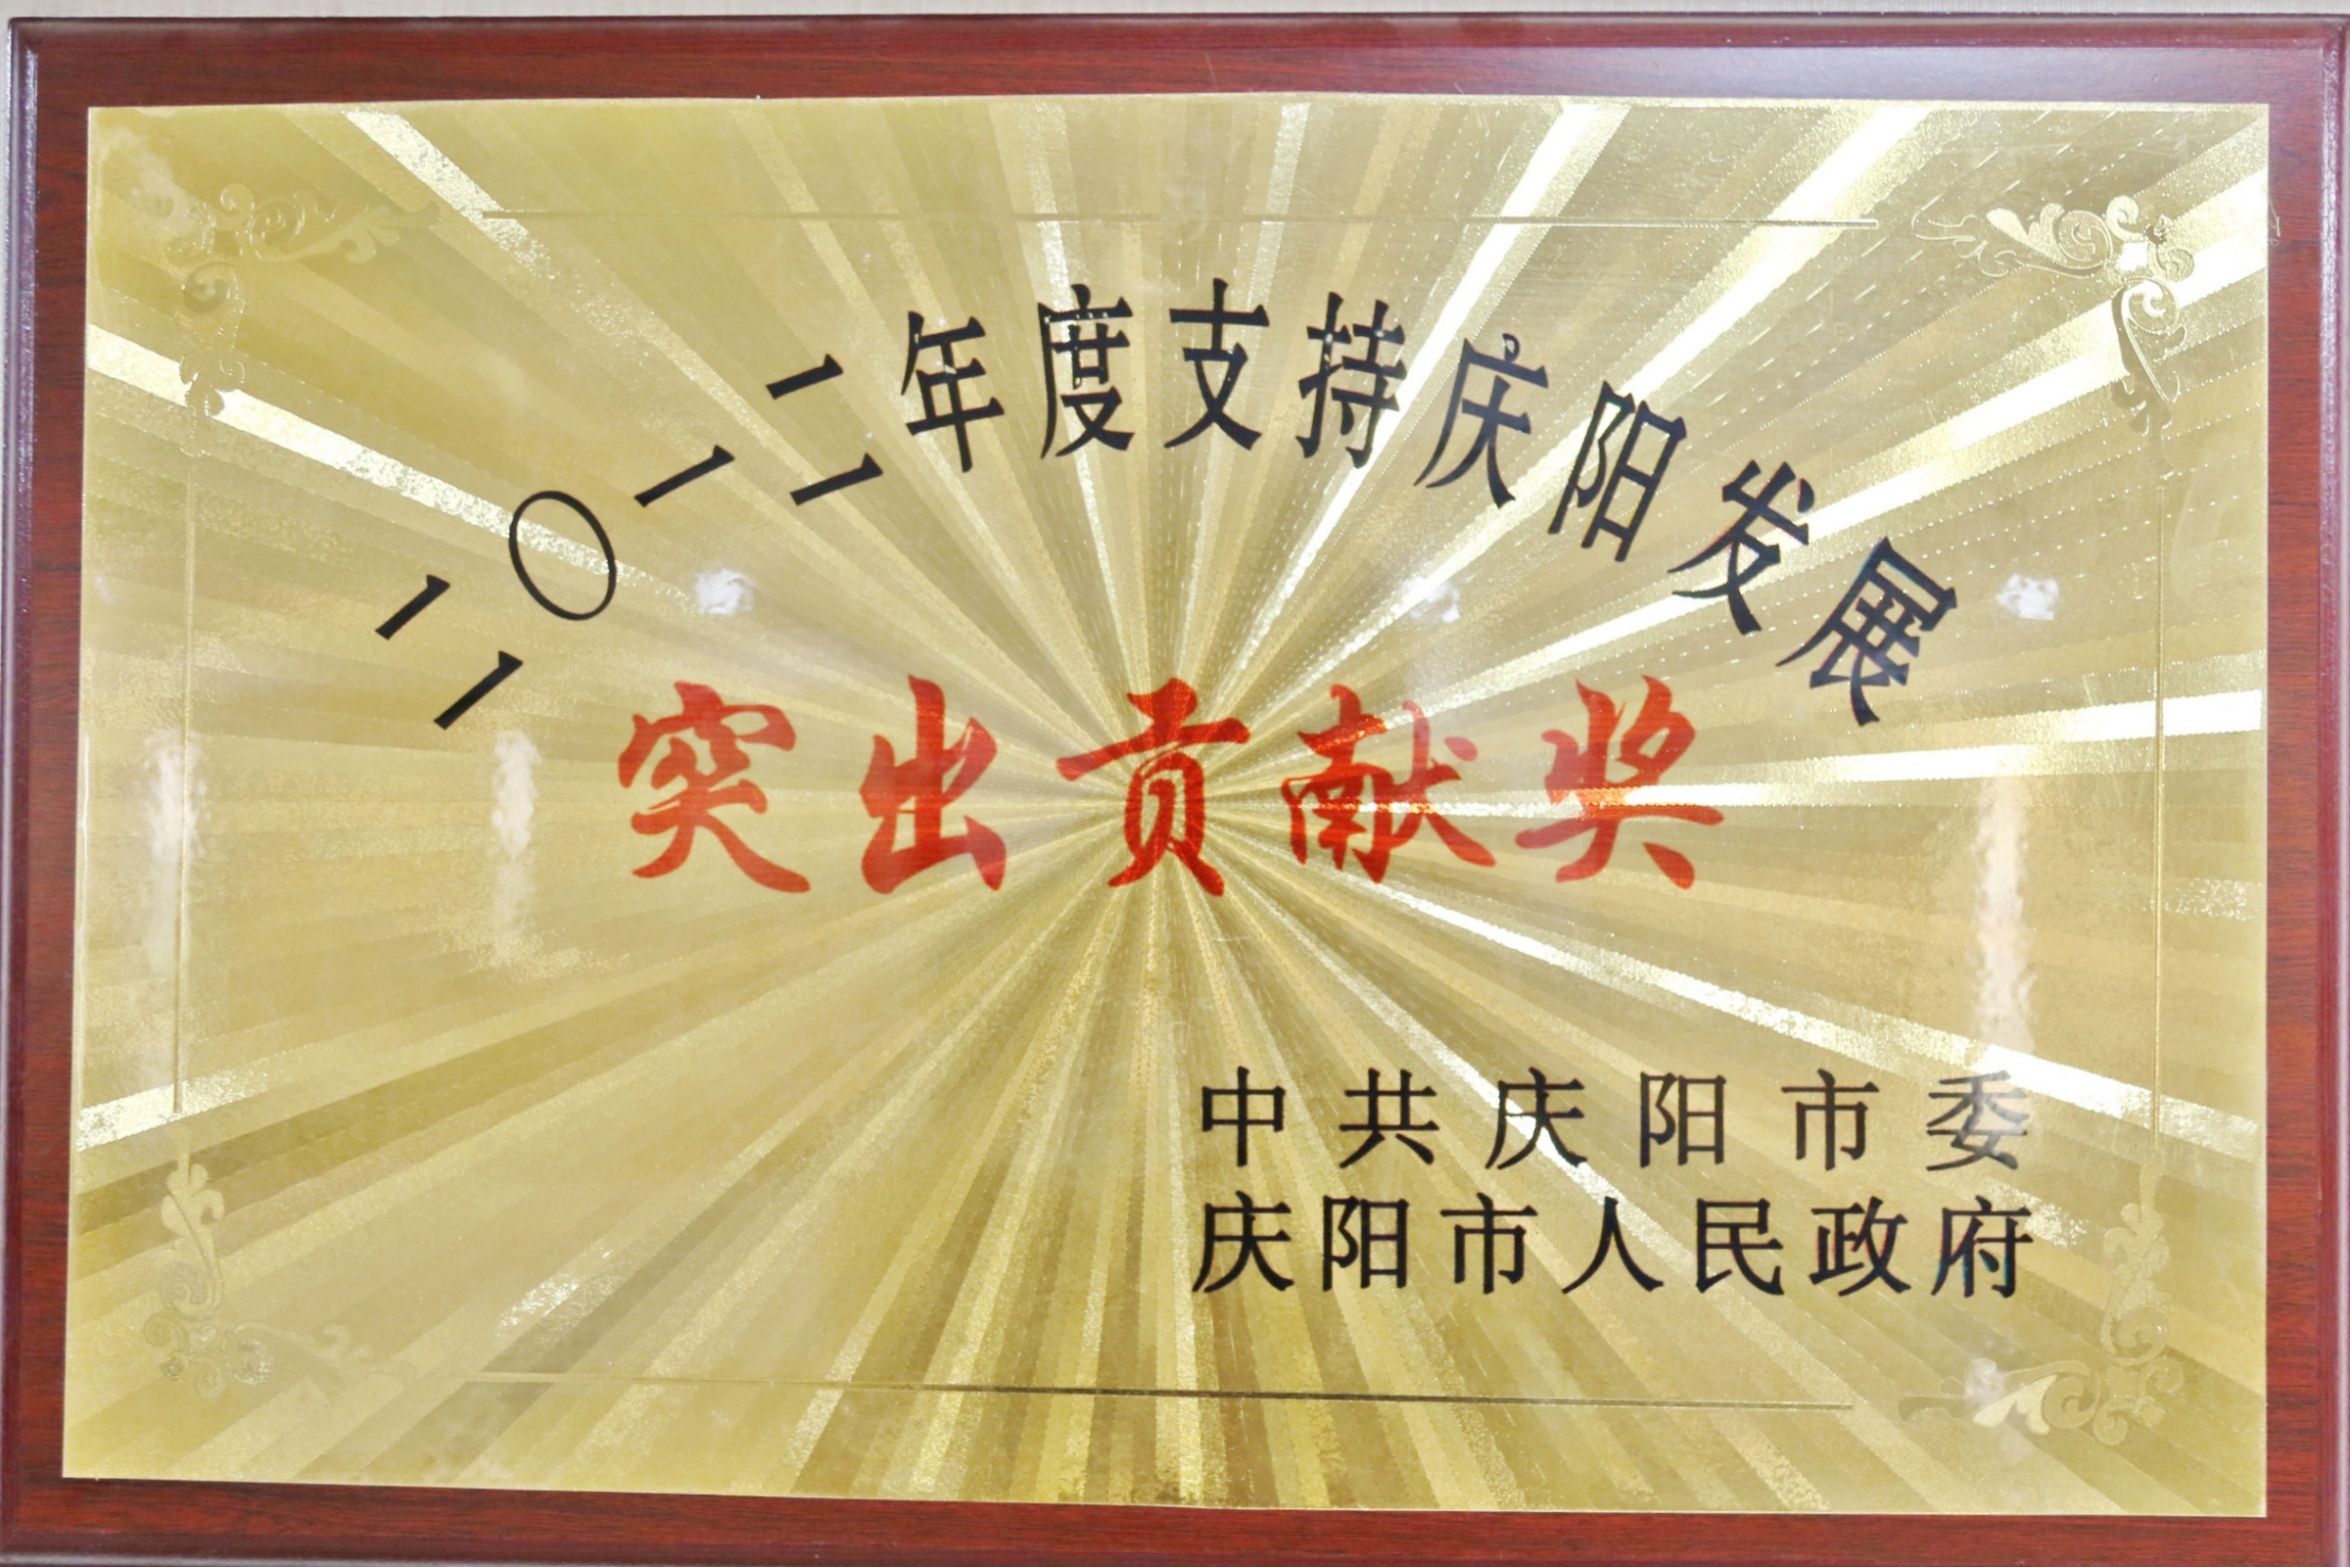 二〇一二年度支持庆阳发展
突出贡献奖
中共庆阳市委
庆阳市人民政府